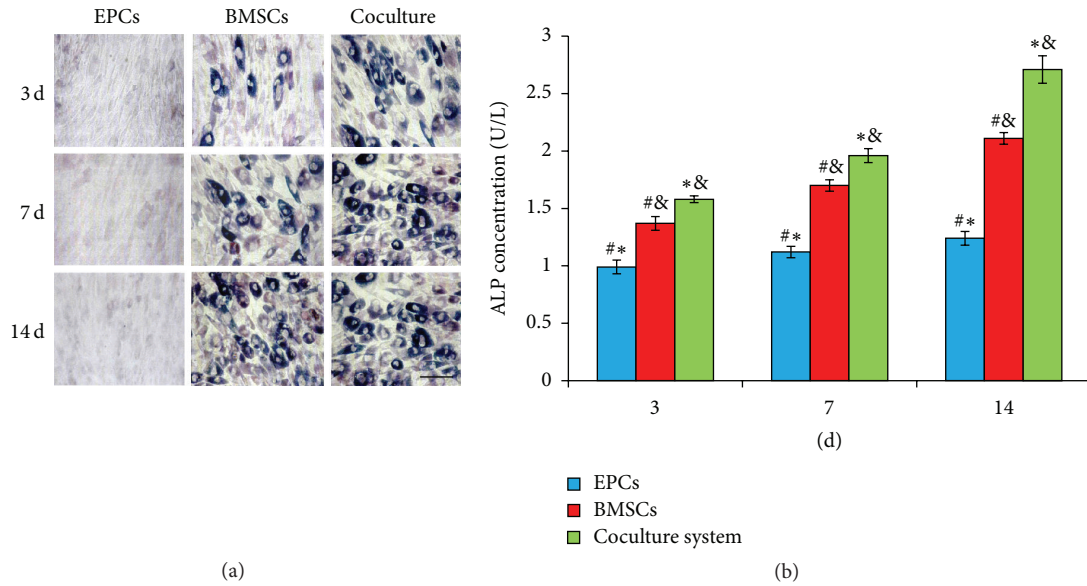 EPCs BMSCs Coculture
3 d
7 d
14 d
(a)
ALP concentration (U/L)
3
2.5
2
1.5
1
0.5
0
#* #& *&
#* #& *&
#* #& *&
3 7 14
(d)
EPCs
BMSCs
Coculture system
(b)